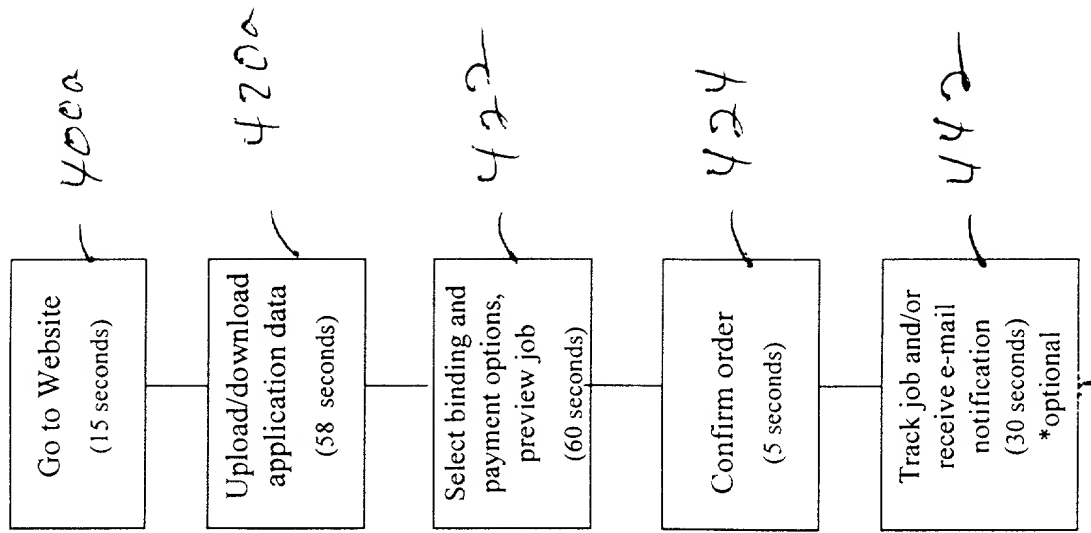 Go to Website
(15 seconds)
400a
Upload/download
application data
(58 seconds)
420a
Select binding and
payment options,
preview job
(60 seconds)
422
Confirm order
(5 seconds)
424
Track job and/or
receive e-mail
notification
(30 seconds)
*optional
442